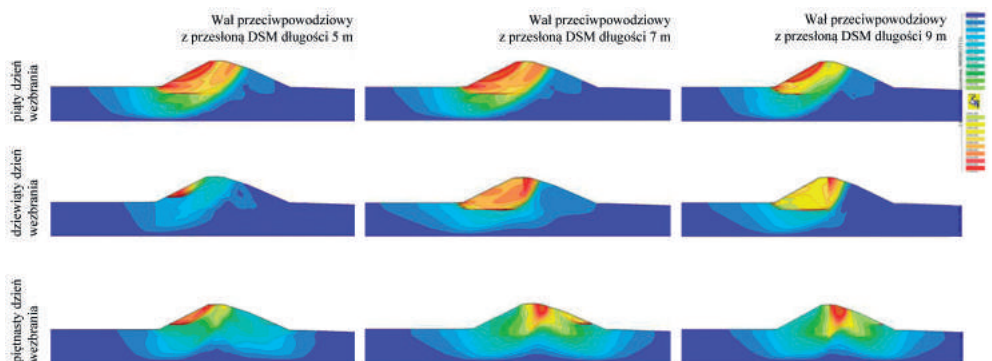 Wał przeciwpowodziowy
z przesłoną DSM długości 5 m
Wał przeciwpowodziowy
z przesłoną DSM długości 7 m
Wał przeciwpowodziowy
z przesłoną DSM długości 9 m
piąty dzień
wezbrania
dziewiąty dzień
wezbrania
piętnasty dzień
wezbrania